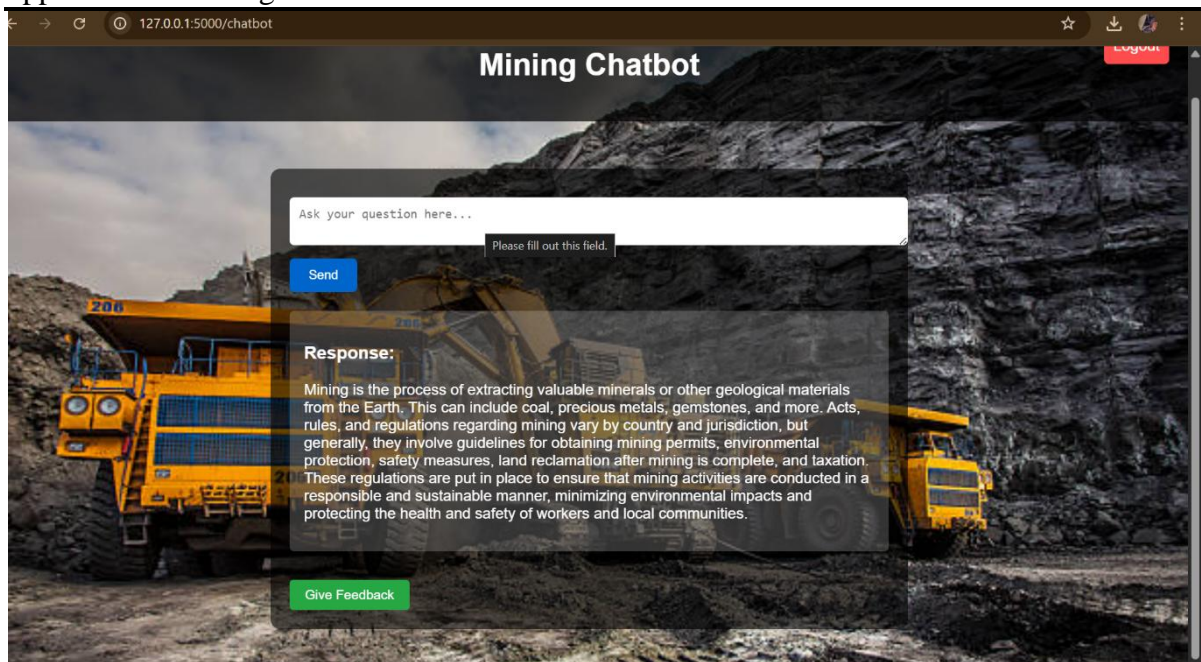 127.0.0.1:5000/chatbot
Mining Chatbot
Logout
Ask your question here...
Please fill out this field.
Send
206
Response:
Mining is the process of extracting valuable minerals or other geological materials
from the Earth. This can include coal, precious metals, gemstones, and more. Acts,
rules, and regulations regarding mining vary by country and jurisdiction, but
generally, they involve guidelines for obtaining mining permits, environmental
protection, safety measures, land reclamation after mining is complete, and taxation.
These regulations are put in place to ensure that mining activities are conducted in a
responsible and sustainable manner, minimizing environmental impacts and
protecting the health and safety of workers and local communities.
Give Feedback